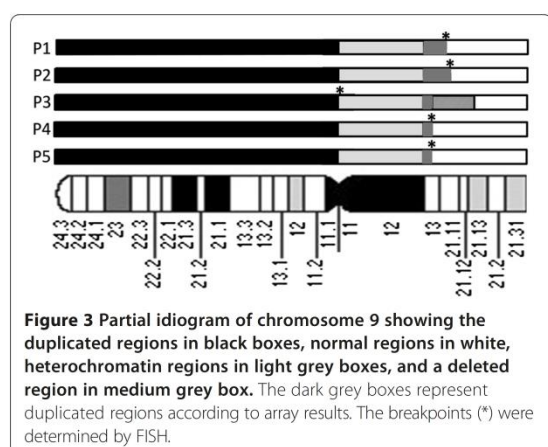 P1 * 
P2 *
P3 *
P4 *
P5 *
24.3 24.2 24.1 23 22.3 22.2 22.1 21.3 21.2 21.1 13.3 13.2 13.1 12 11.2 11.1 11 12 13 21.11 21.12 21.13 21.2 21.31
Figure 3 Partial idiogram of chromosome 9 showing the
duplicated regions in black boxes, normal regions in white,
heterochromatin regions in light grey boxes, and a deleted
region in medium grey box. The dark grey boxes represent
duplicated regions according to array results. The breakpoints (*) were
determined by FISH.